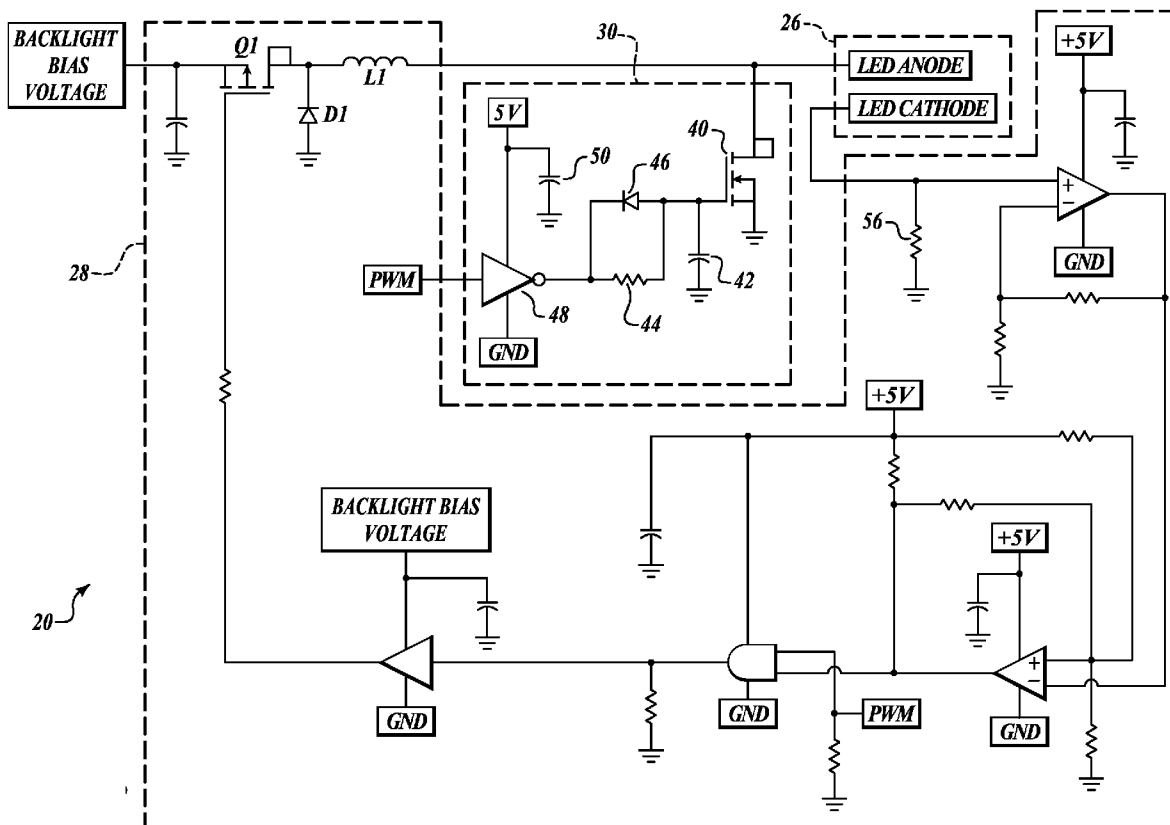 BACKLIGHT
BIAS
VOLTAGE
Q1
L1
D1
30
26
LED ANODE
LED CATHODE
+5V
5V
50
46
40
56
GND
28
PWM
48
44
42
GND
+5V
BACKLIGHT BIAS
VOLTAGE
+5V
20
+
−
+
−
GND
GND
PWM
GND